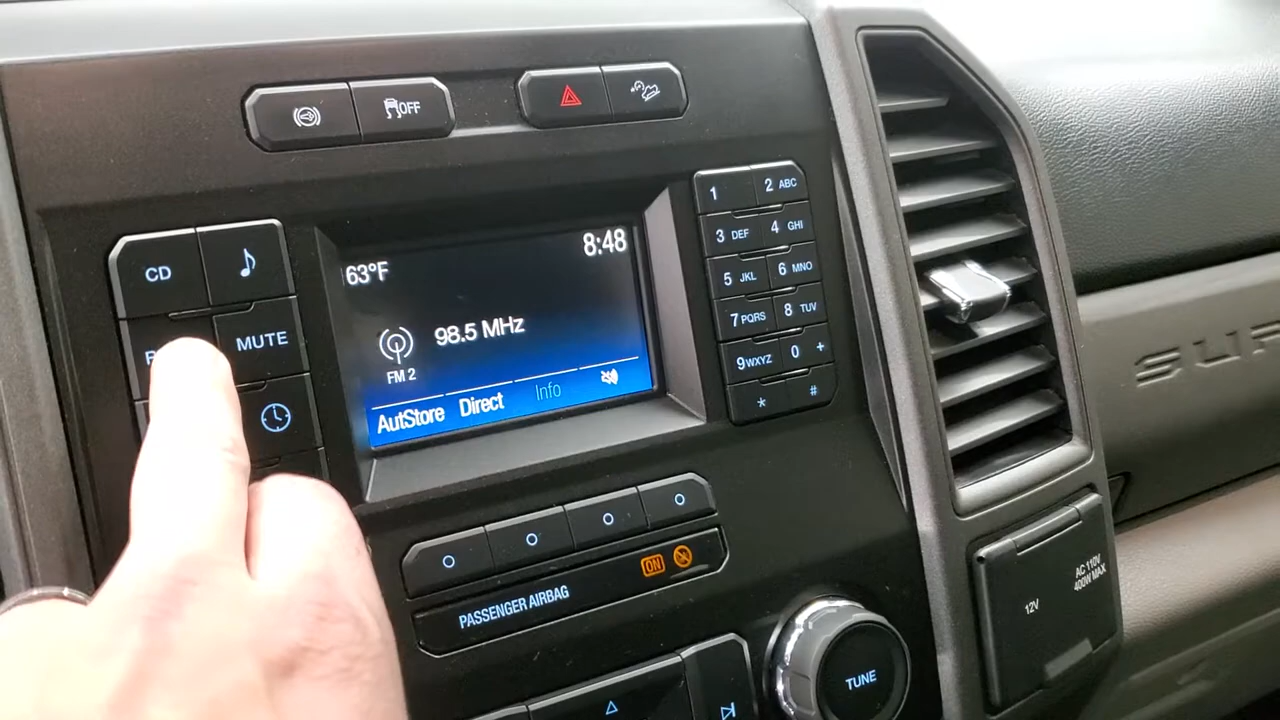 OFF
CD
MUTE
63°F
8:48
98.5 MHz
FM 2
AutStore Direct Info
1
2 ABC
3 DEF
4 GHI
5 JKL
6 MNO
7 PQRS
8 TUV
9 WXYZ
0 +
* #
PASSENGER AIRBAG
ON
TUNE
12V
AC 110V
400W MAX